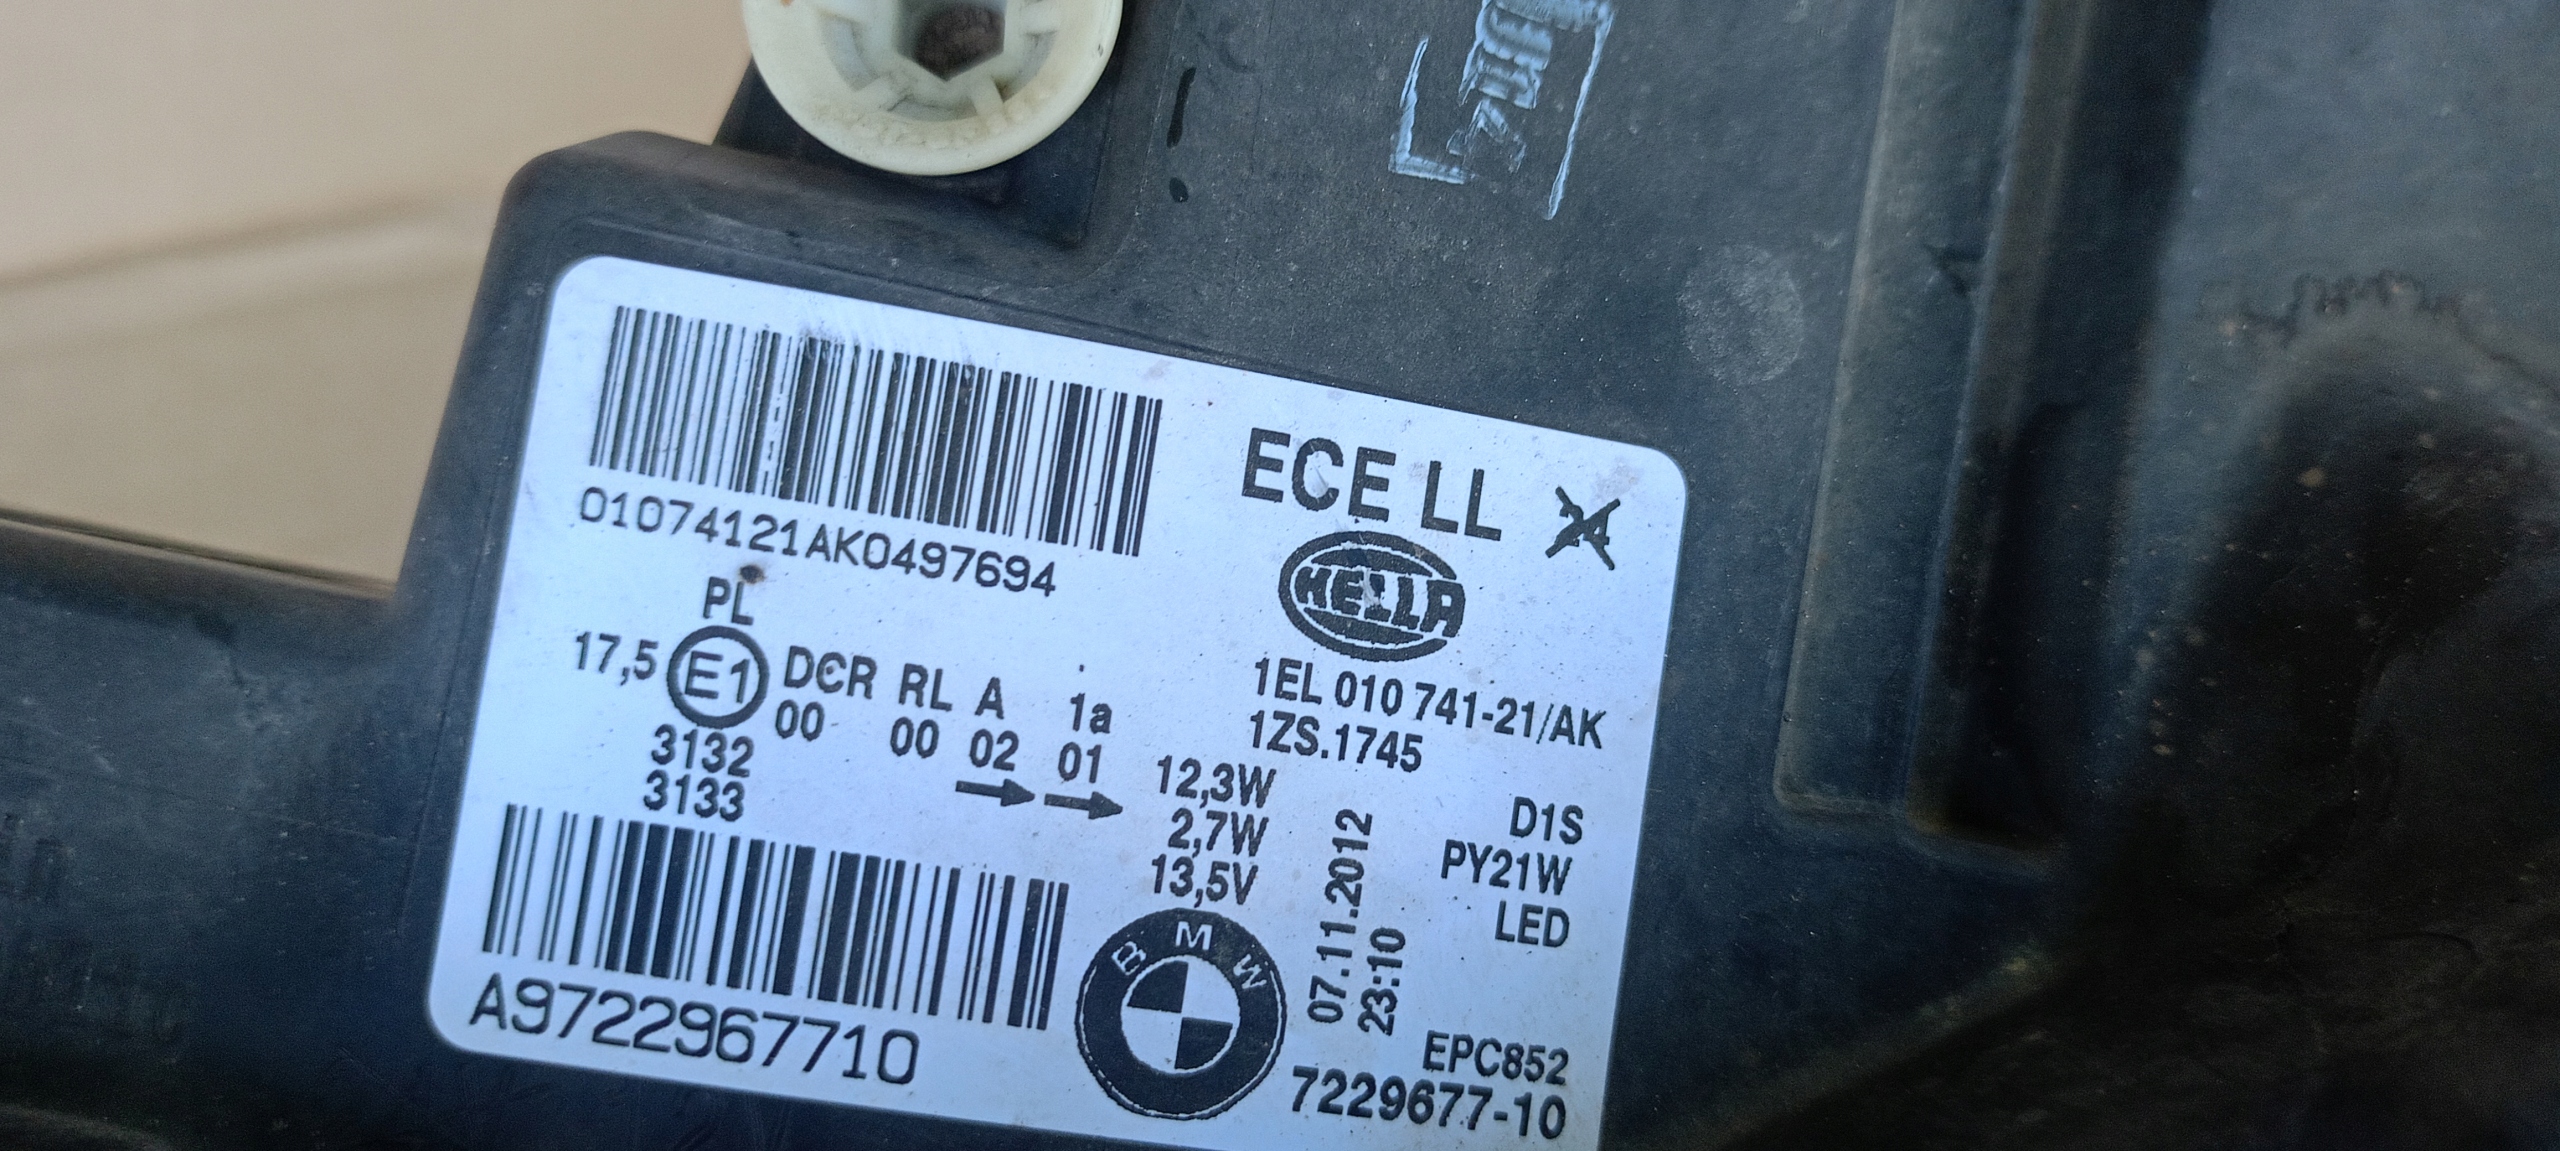 01074121AK0497694
ECE LL
HELLA
1EL 010 741-21/AK
1ZS.1745
PL
17,5 E1 DCR RL A 1a
00 00 02 01
3132
3133
→ →
12,3W
2,7W
13,5V
D1S
PY21W
LED
07.11.2012
23:10
A9722967710
BMW
EPC852
7229677-10